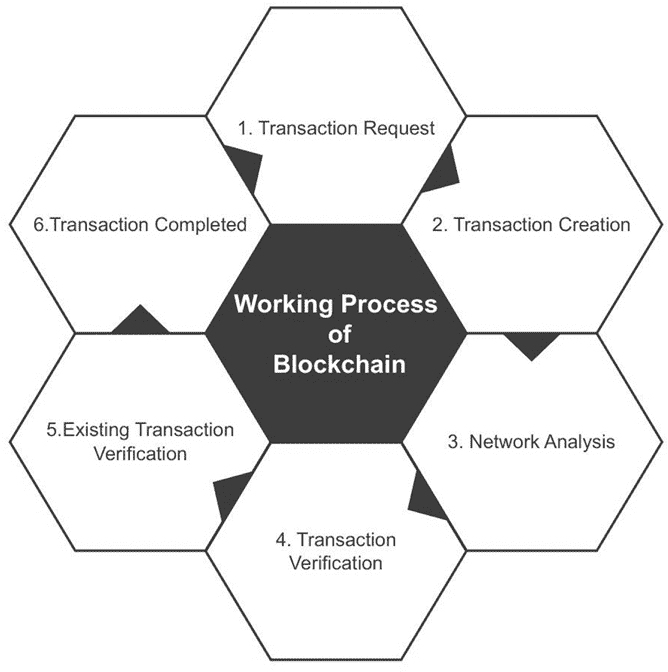 1. Transaction Request
2. Transaction Creation
3. Network Analysis
4. Transaction
Verification
5.Existing Transaction
Verification
6.Transaction Completed
Working Process
of
Blockchain